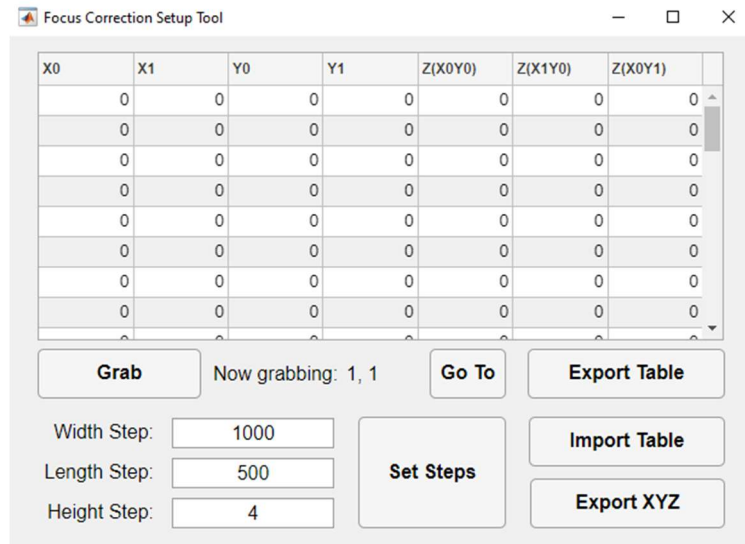 Focus Correction Setup Tool
X0 X1 Y0 Y1 Z(X0Y0) Z(X1Y0) Z(X0Y1)
0 0 0 0 0 0 0
0 0 0 0 0 0 0
0 0 0 0 0 0 0
0 0 0 0 0 0 0
0 0 0 0 0 0 0
0 0 0 0 0 0 0
0 0 0 0 0 0 0
0 0 0 0 0 0 0
Grab Now grabbing: 1, 1 Go To Export Table
Width Step: 1000
Length Step: 500
Height Step: 4
Set Steps
Import Table
Export XYZ